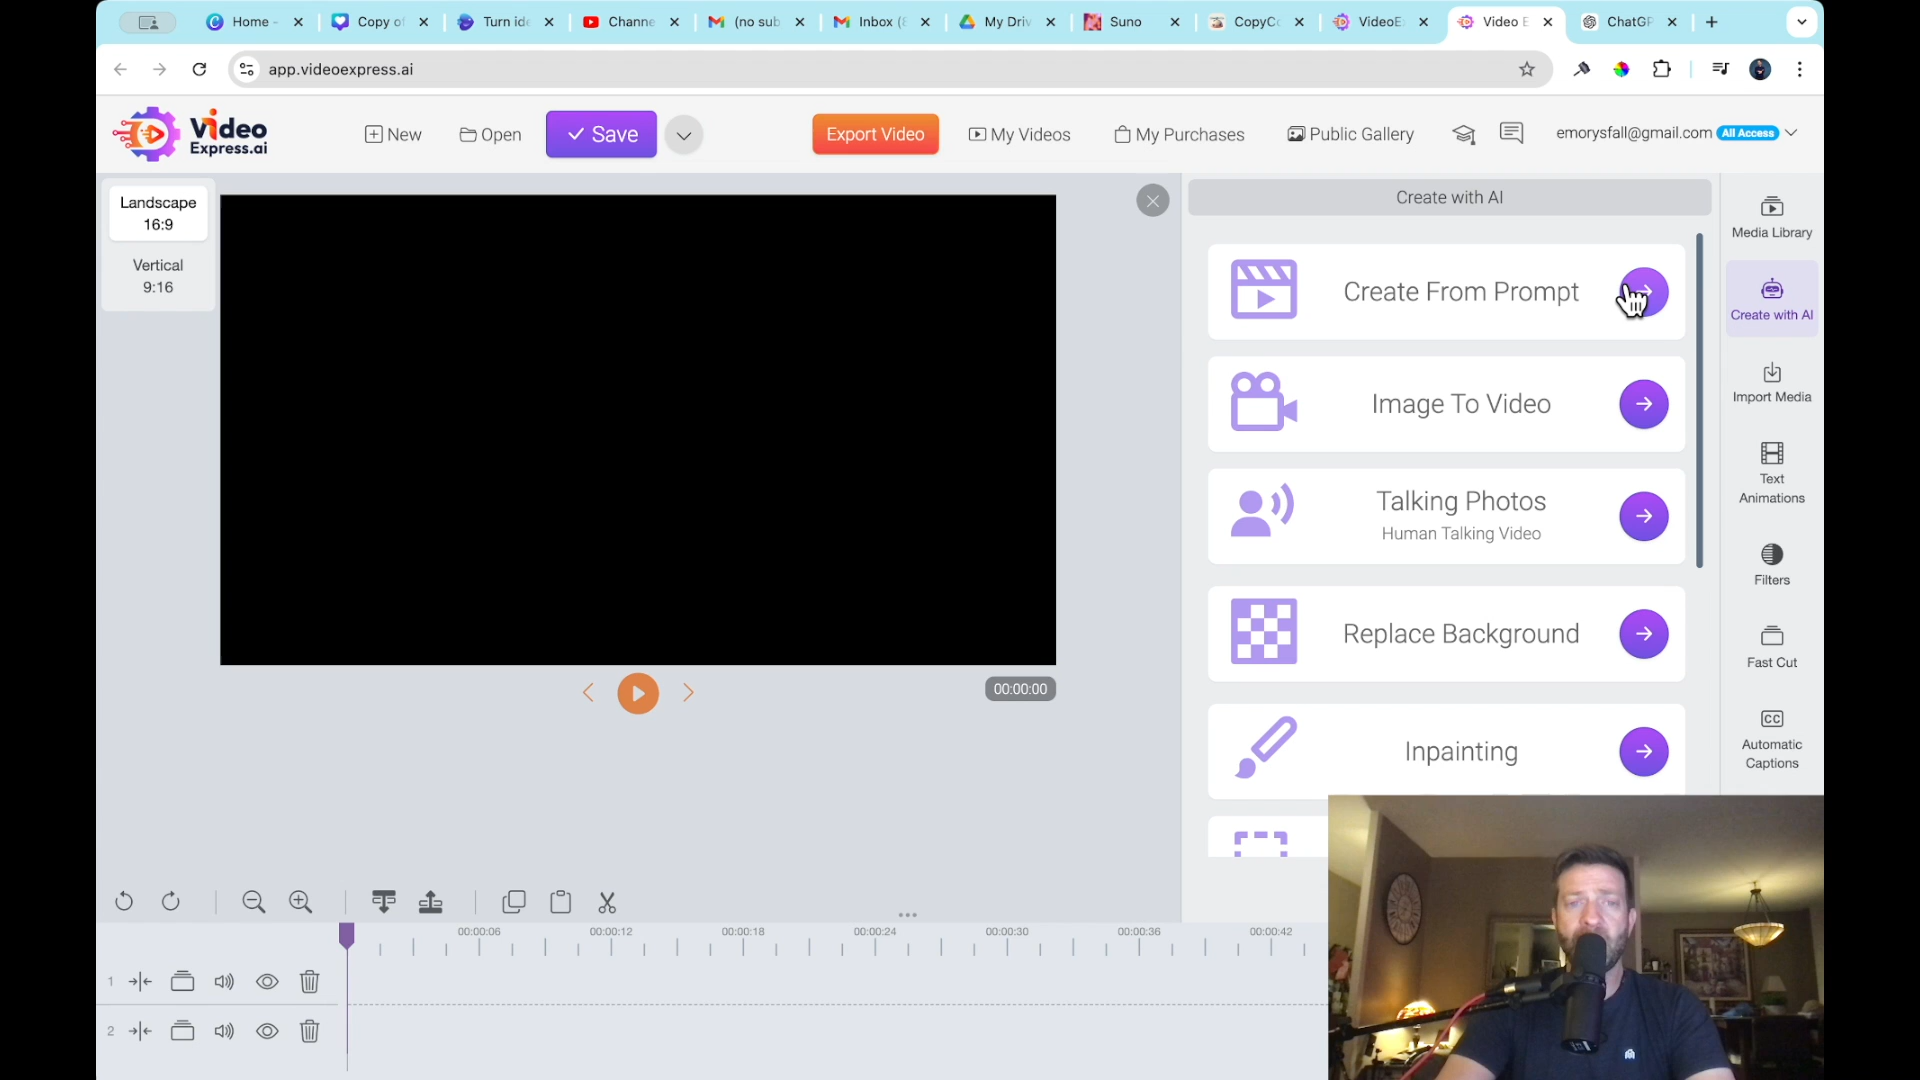 Home -
Copy of
Turn ide
Channe
(no sub
Inbox (8
My Driv
Suno
CopyCo
VideoE
Video E
ChatGP
app.videoexpress.ai
Video
Express.ai
New
Open
Save
Export Video
My Videos
My Purchases
Public Gallery
emorysfall@gmail.com All Access
Landscape
16:9
Vertical
9:16
Create with AI
Create From Prompt
Image To Video
Talking Photos
Human Talking Video
Replace Background
Inpainting
Media Library
Create with AI
Import Media
Text
Animations
Filters
Fast Cut
CC
Automatic
Captions
00:00:00
00:00:06
00:00:12
00:00:18
00:00:24
00:00:30
00:00:36
00:00:42
1
2